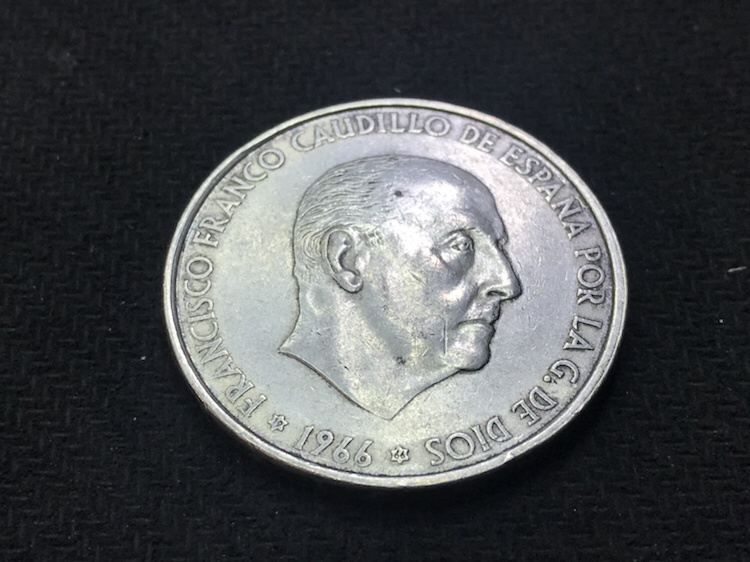 FRANCISCO FRANCO CAUDILLO DE ESPAÑA POR LA G. DE DIOS
1966